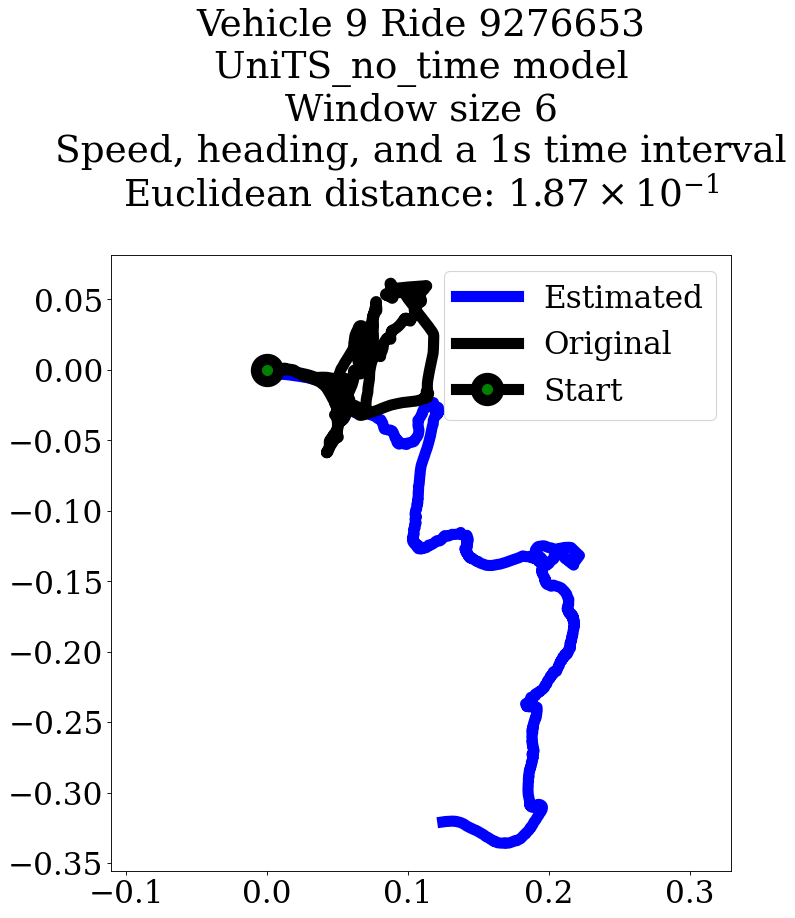 Vehicle 9 Ride 9276653
UniTS_no_time model
Window size 6
Speed, heading, and a 1s time interval
Euclidean distance: 1.87 × 10⁻¹
Estimated
Original
Start
0.05
0.00
−0.05
−0.10
−0.15
−0.20
−0.25
−0.30
−0.35
−0.1 0.0 0.1 0.2 0.3